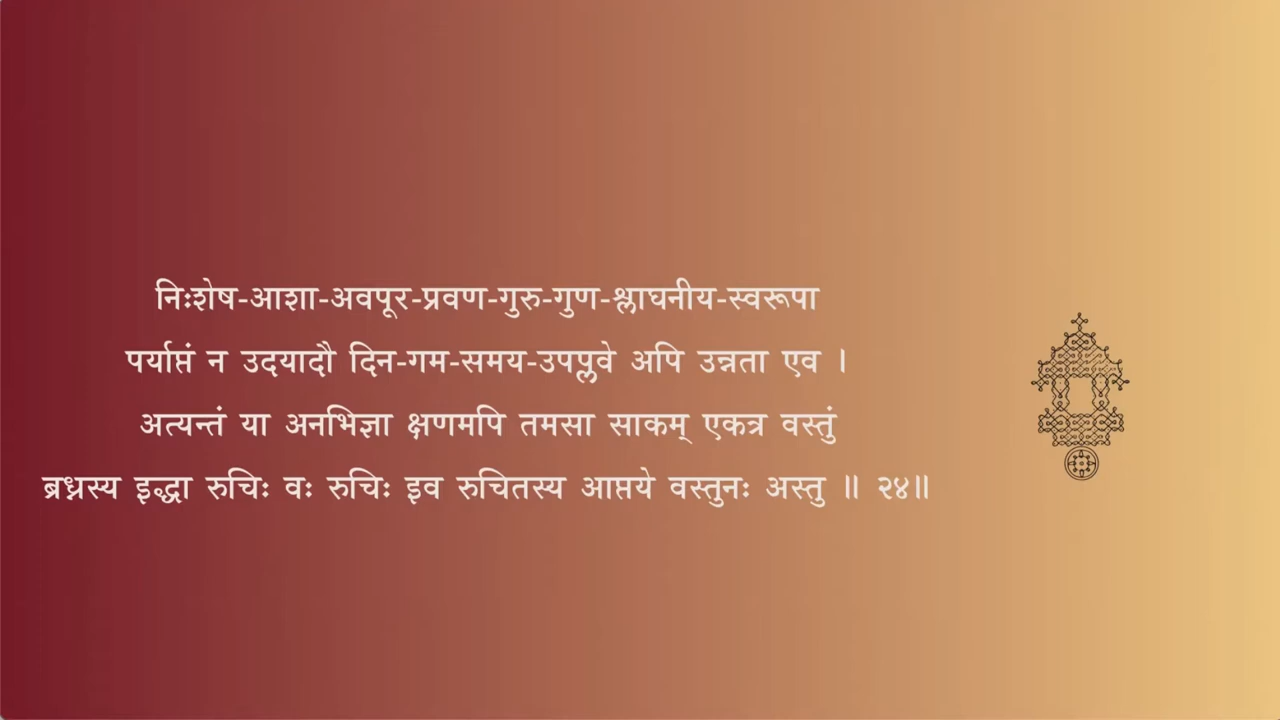 निःशेष-आशा-अवपूर-प्रवण-गुरु-गुण-श्लाघनीय-स्वरूपा
पर्याप्तं न उदयादौ दिन-गम-समय-उपप्लवे अपि उन्नता एव ।
अत्यन्तं या अनभिज्ञा क्षणमपि तमसा साकम् एकत्र वस्तुं
ब्रध्नस्य इद्धा रुचिः वः रुचिः इव रुचितस्य आप्तये वस्तुनः अस्तु ॥ २४॥